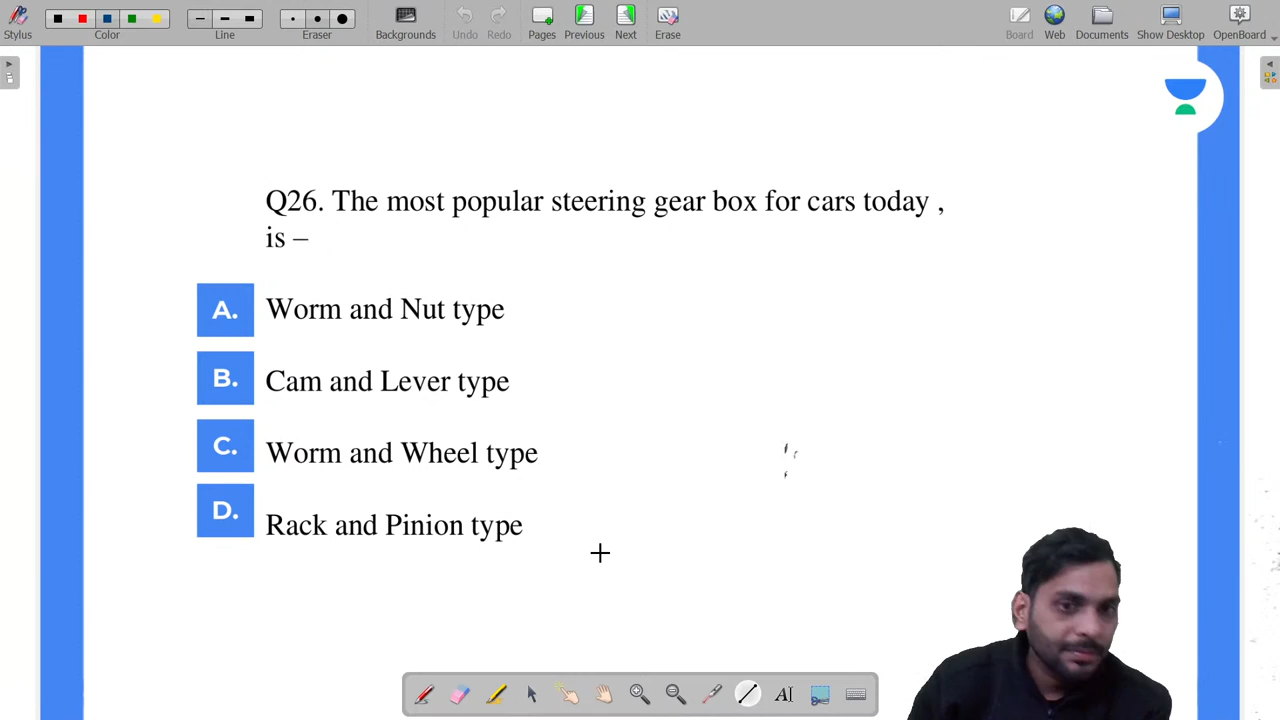 Stylus
Color
Line
Eraser
Backgrounds
Undo
Redo
Pages
Previous
Next
Erase
Board
Web
Documents
Show Desktop
OpenBoard
Q26. The most popular steering gear box for cars today ,
is –
A. Worm and Nut type
B. Cam and Lever type
C. Worm and Wheel type
D. Rack and Pinion type
AI